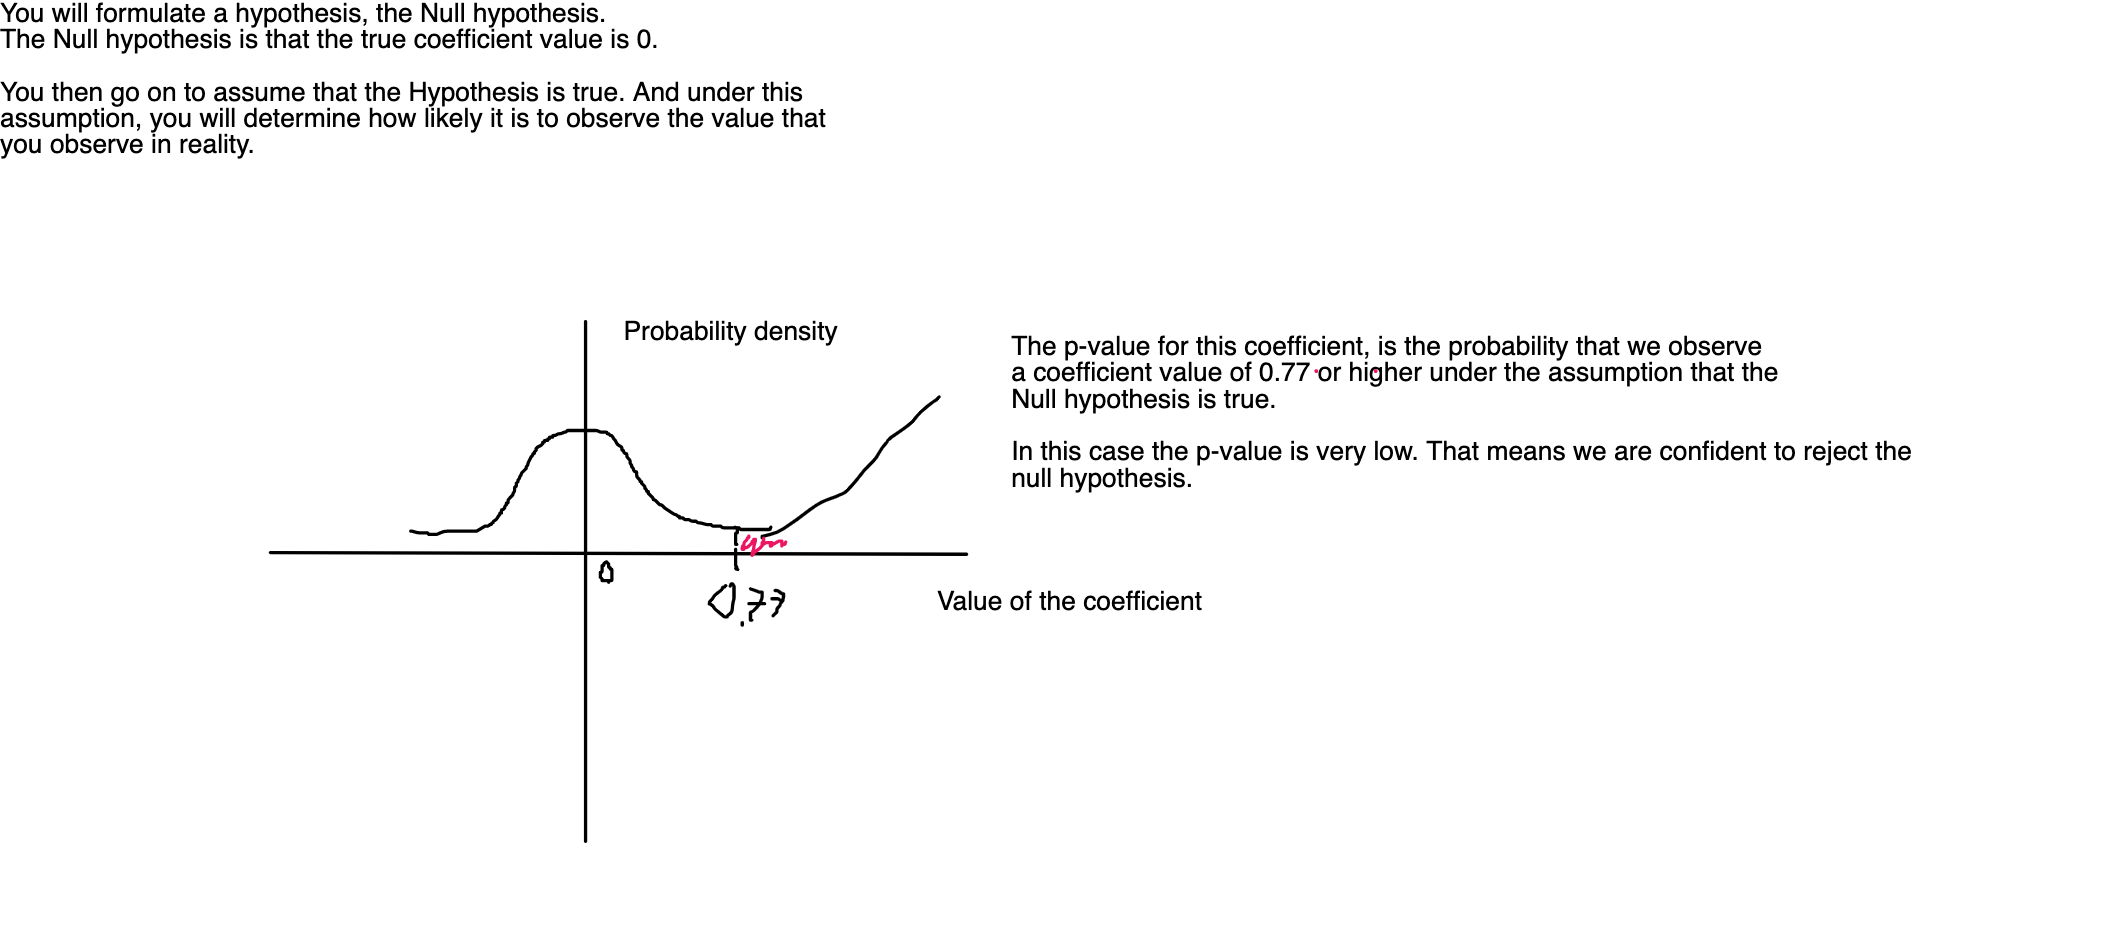 You will formulate a hypothesis, the Null hypothesis.
The Null hypothesis is that the true coefficient value is 0.
You then go on to assume that the Hypothesis is true. And under this
assumption, you will determine how likely it is to observe the value that
you observe in reality.
Probability density
The p-value for this coefficient, is the probability that we observe
a coefficient value of 0.77 or higher under the assumption that the
Null hypothesis is true.
In this case the p-value is very low. That means we are confident to reject the
null hypothesis.
0
0.77
Value of the coefficient